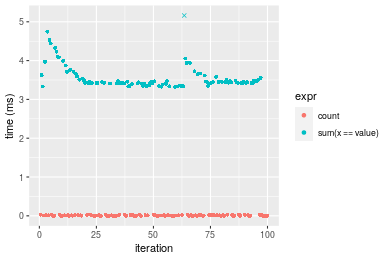 5
4
3
2
1
0
time (ms)
0
25
50
75
100
iteration
expr
count
sum(x == value)